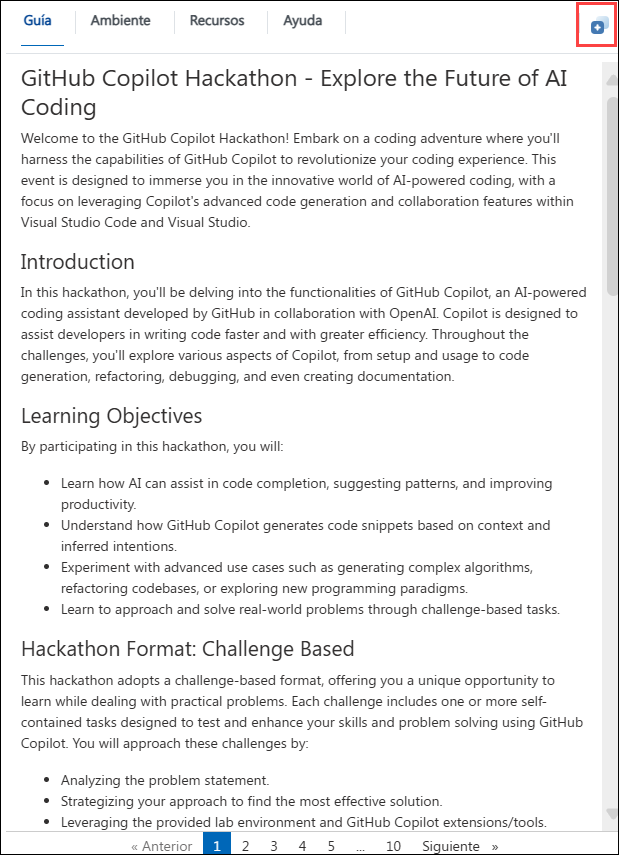 Guía Ambiente Recursos Ayuda
GitHub Copilot Hackathon - Explore the Future of AI
Coding
Welcome to the GitHub Copilot Hackathon! Embark on a coding adventure where you'll
harness the capabilities of GitHub Copilot to revolutionize your coding experience. This
event is designed to immerse you in the innovative world of AI-powered coding, with a
focus on leveraging Copilot's advanced code generation and collaboration features within
Visual Studio Code and Visual Studio.
Introduction
In this hackathon, you'll be delving into the functionalities of GitHub Copilot, an AI-powered
coding assistant developed by GitHub in collaboration with OpenAI. Copilot is designed to
assist developers in writing code faster and with greater efficiency. Throughout the
challenges, you'll explore various aspects of Copilot, from setup and usage to code
generation, refactoring, debugging, and even creating documentation.
Learning Objectives
By participating in this hackathon, you will:
• Learn how AI can assist in code completion, suggesting patterns, and improving
productivity.
• Understand how GitHub Copilot generates code snippets based on context and
inferred intentions.
• Experiment with advanced use cases such as generating complex algorithms,
refactoring codebases, or exploring new programming paradigms.
• Learn to approach and solve real-world problems through challenge-based tasks.
Hackathon Format: Challenge Based
This hackathon adopts a challenge-based format, offering you a unique opportunity to
learn while dealing with practical problems. Each challenge includes one or more self-
contained tasks designed to test and enhance your skills and problem solving using GitHub
Copilot. You will approach these challenges by:
• Analyzing the problem statement.
• Strategizing your approach to find the most effective solution.
• Leveraging the provided lab environment and GitHub Copilot extensions/tools.
« Anterior 1 2 3 4 5 ... 10 Siguiente »